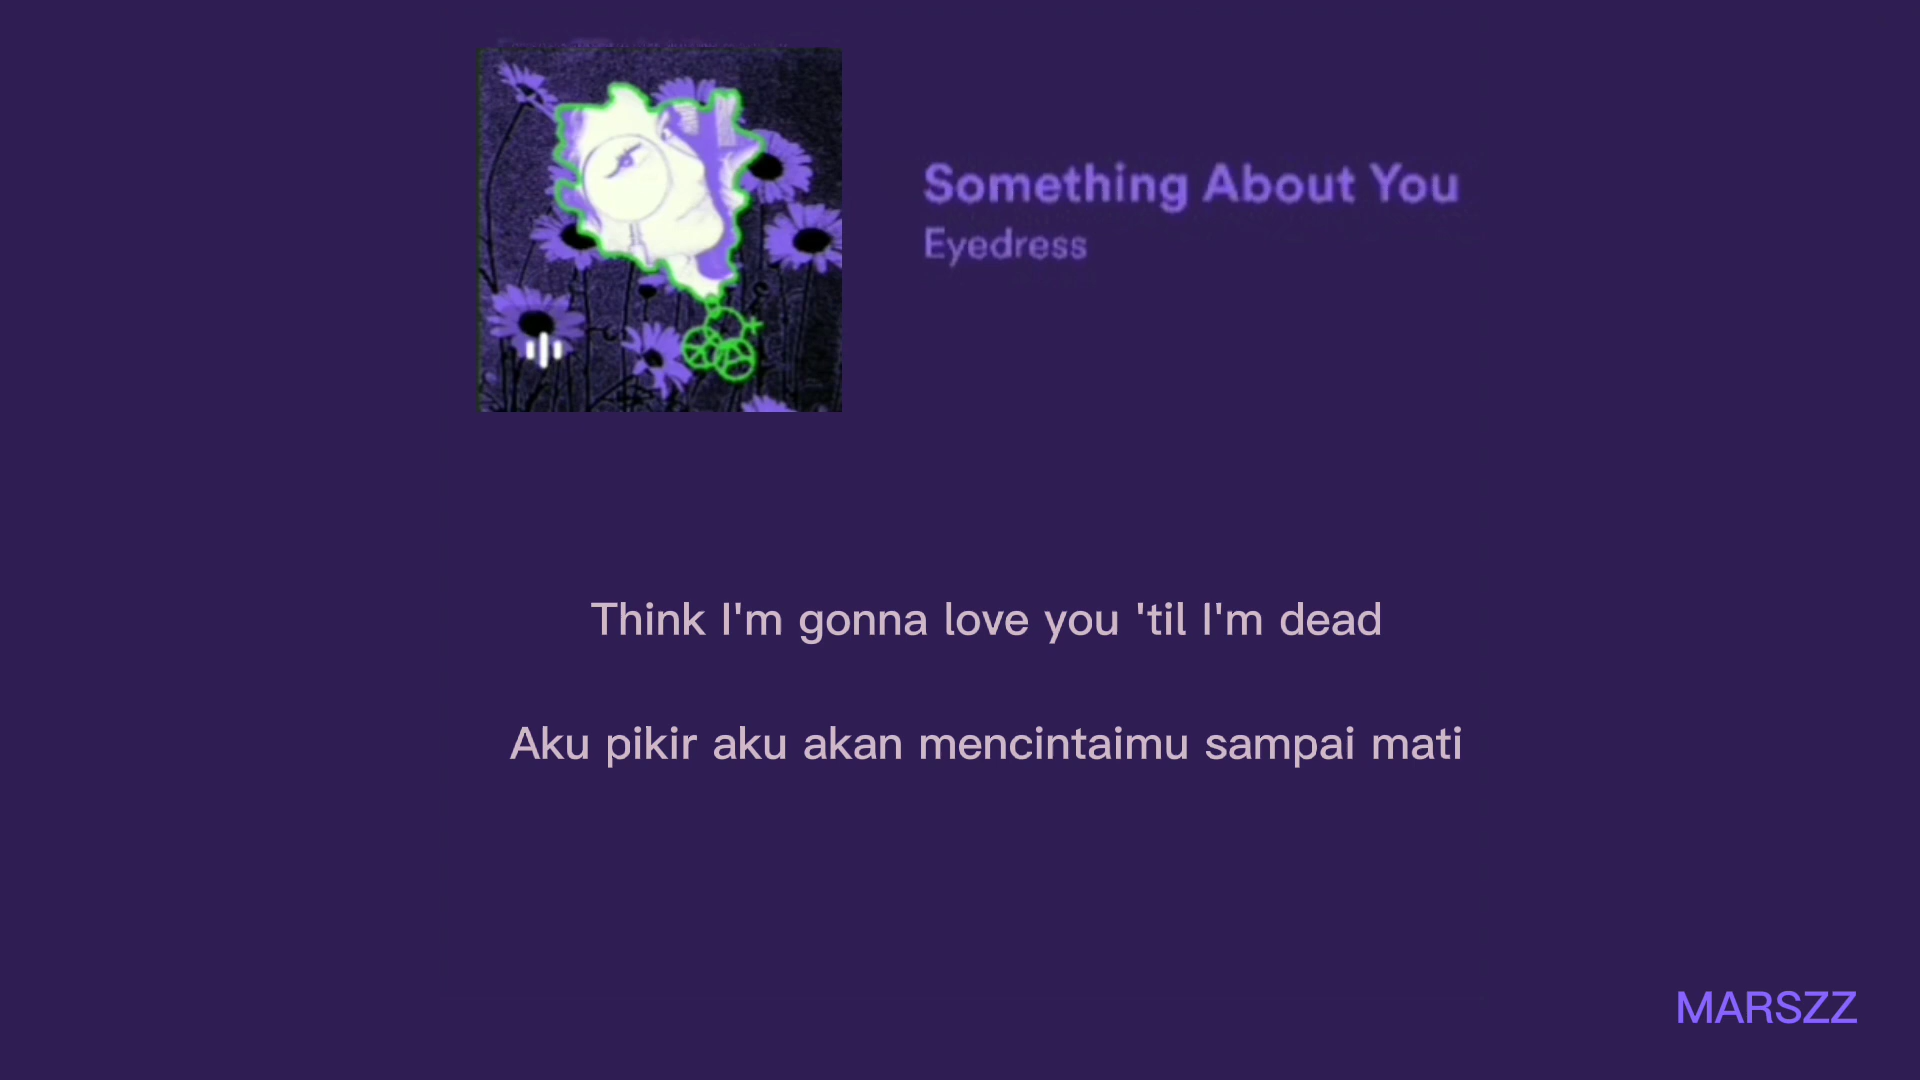 Something About You
Eyedress
Think I'm gonna love you 'til I'm dead
Aku pikir aku akan mencintaimu sampai mati
MARSZZ